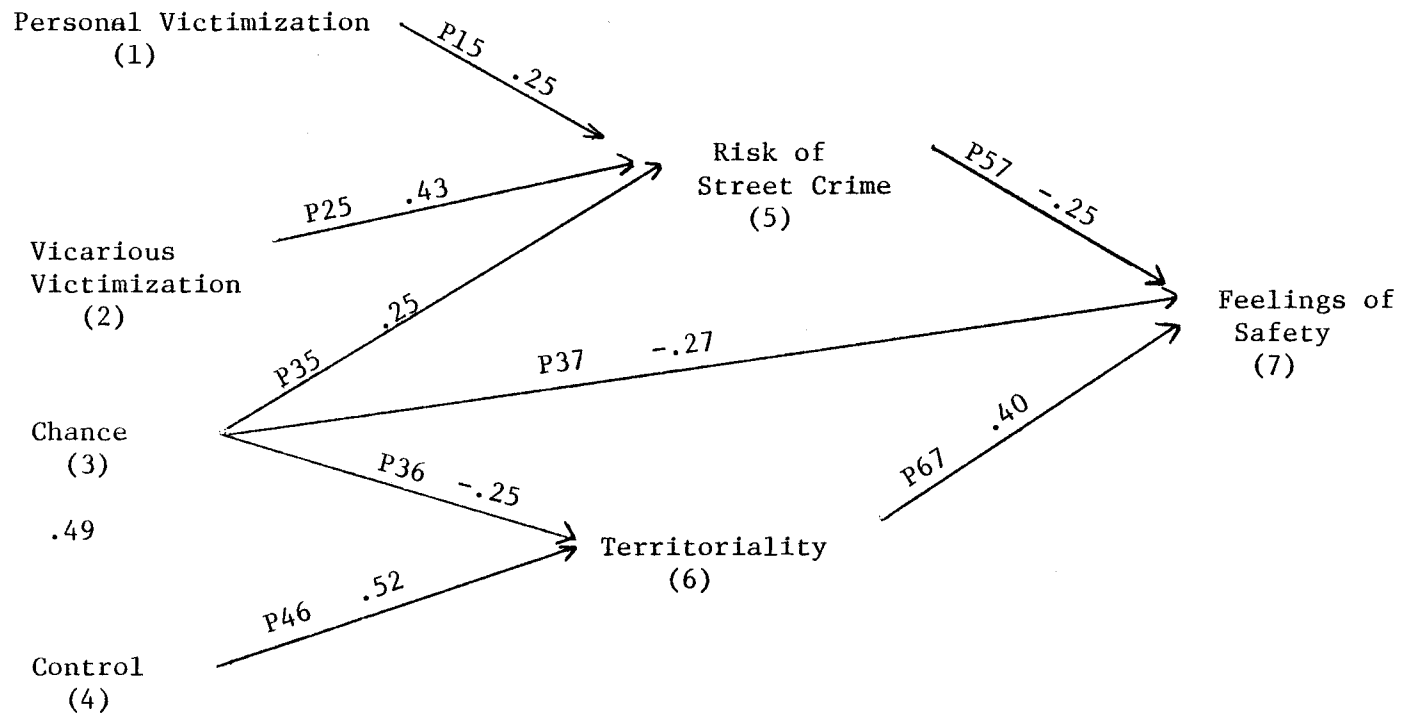 Personal Victimization
(1)
P15 .25
Risk of
Street Crime
(5)
P57 -.25
P25 .43
Vicarious
Victimization
(2)
P35 .25
P37 -.27
Feelings of
Safety
(7)
Chance
(3)
P36 -.25
P67 .40
.49
Territoriality
(6)
P46 .52
Control
(4)